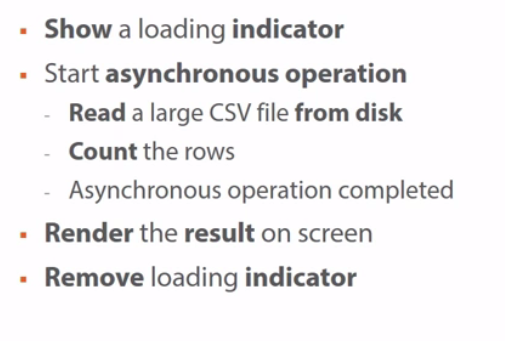 ▪ Show a loading indicator
▪ Start asynchronous operation
- Read a large CSV file from disk
- Count the rows
- Asynchronous operation completed
▪ Render the result on screen
▪ Remove loading indicator